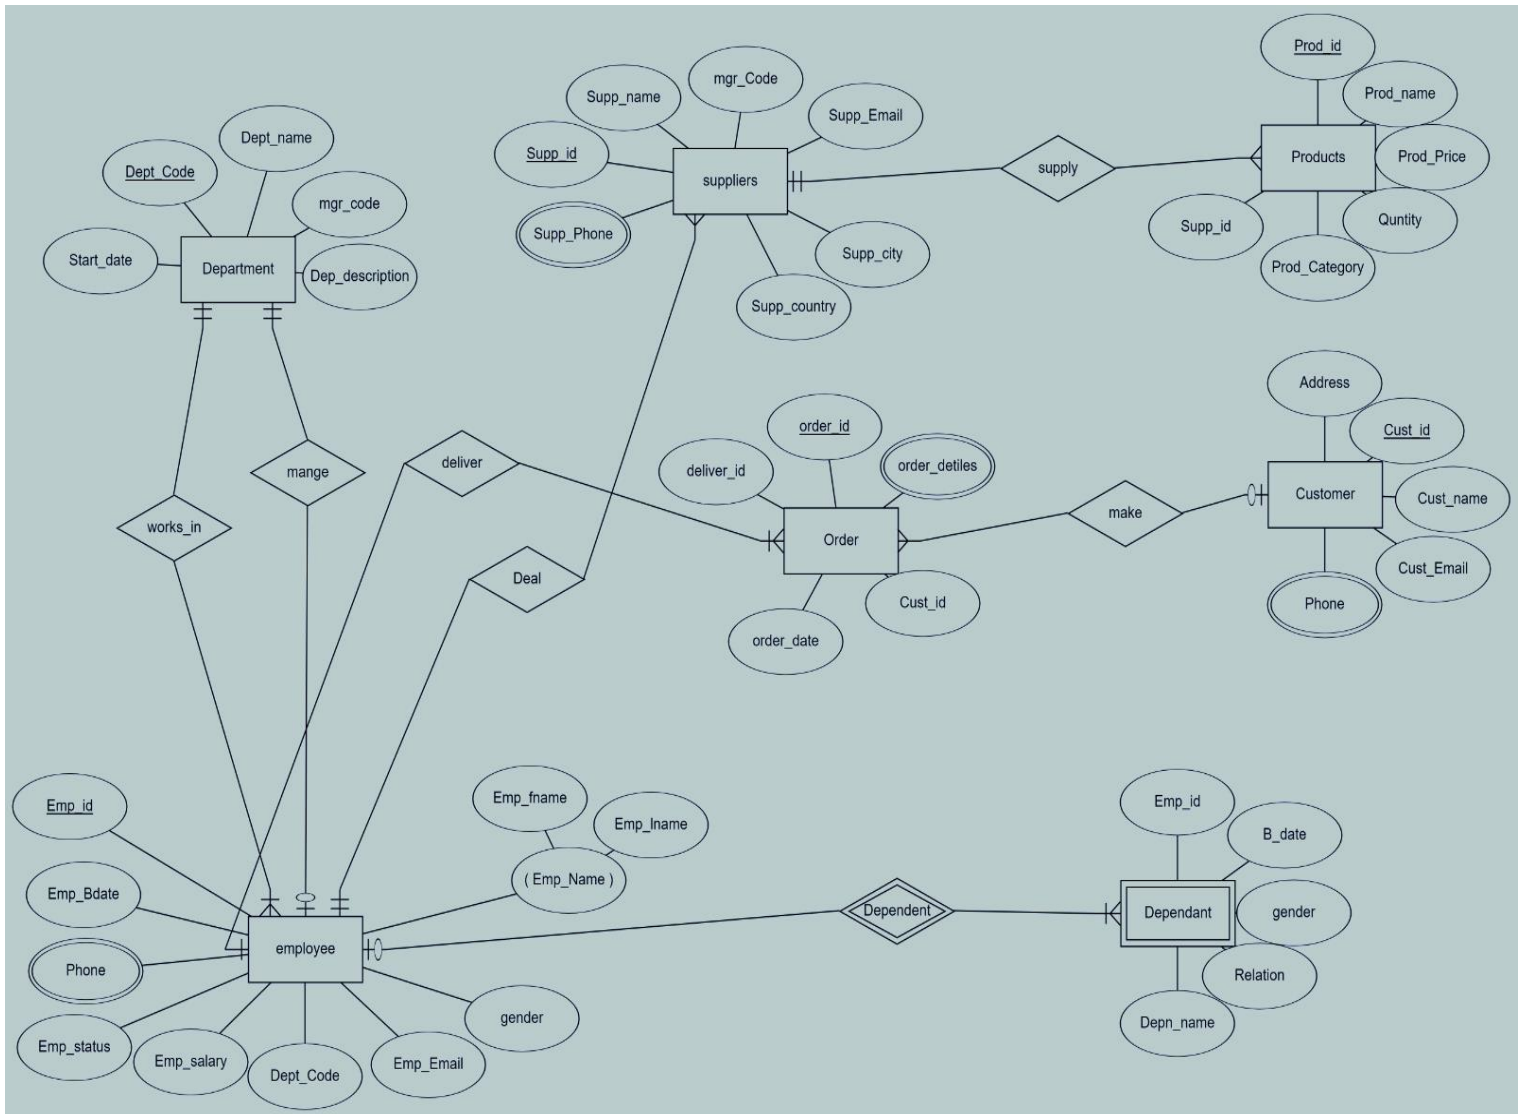 Prod_id
mgr_Code
Prod_name
Supp_name
Supp_Email
Dept_name
Supp_id
Prod_Price
Products
supply
Dept_Code
suppliers
mgr_code
Quntity
Supp_id
Supp_Phone
Supp_city
Start_date
Department
Prod_Category
Dep_description
Supp_country
Address
order_id
Cust_id
deliver
order_detiles
mange
deliver_id
Customer
Cust_name
make
works_in
Order
Cust_Email
Deal
Cust_id
Phone
order_date
Emp_fname
Emp_id
Emp_id
Emp_lname
B_date
( Emp_Name )
Emp_Bdate
Dependent
Dependant
gender
employee
Phone
Relation
gender
Depn_name
Emp_status
Emp_salary
Emp_Email
Dept_Code